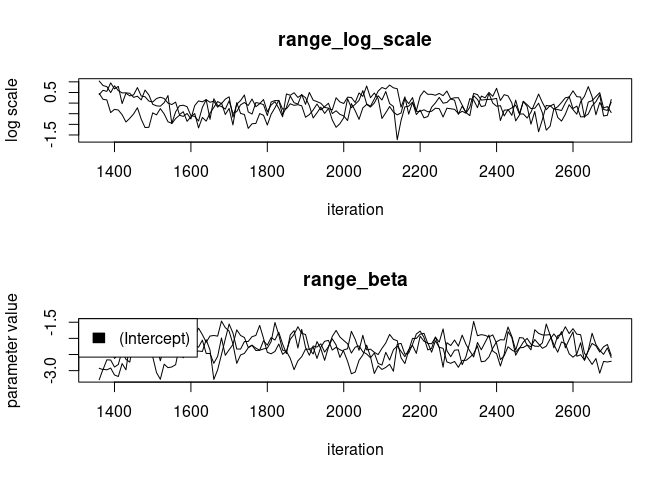 range_log_scale
log scale
0.5
-1.5
1400 1600 1800 2000 2200 2400 2600
iteration
range_beta
parameter value
-1.5
-3.0
(Intercept)
1400 1600 1800 2000 2200 2400 2600
iteration